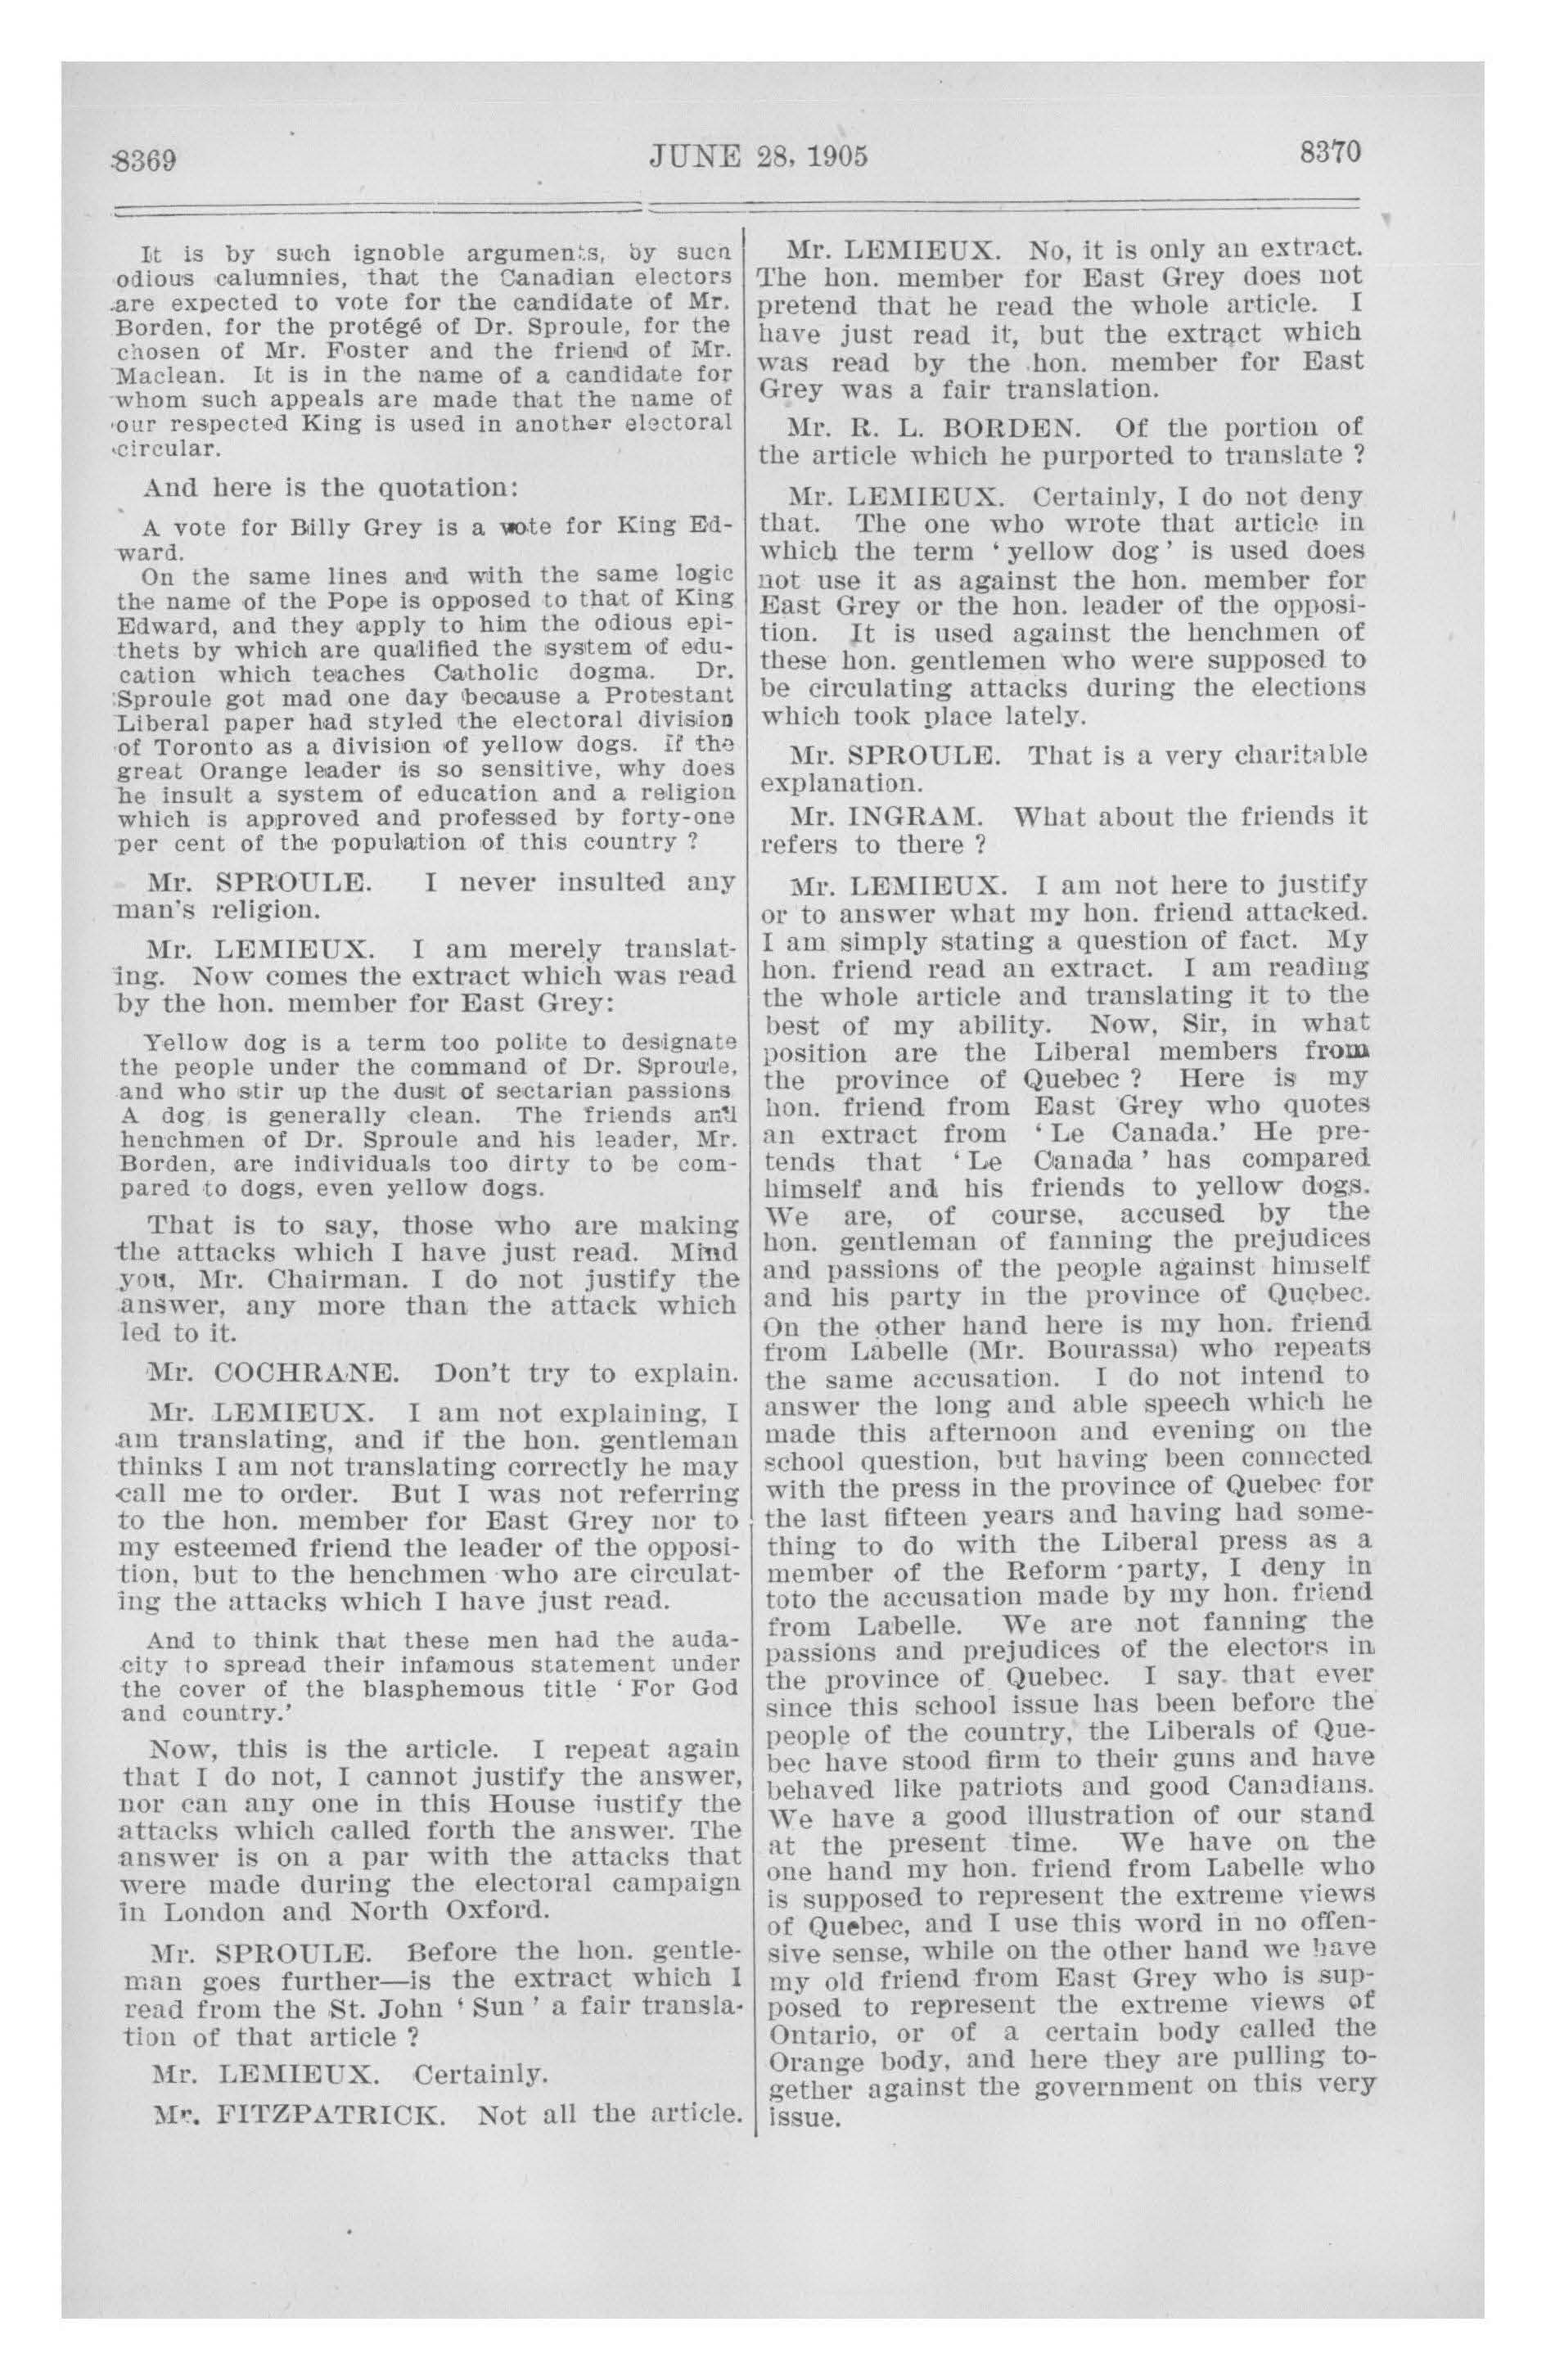 8369
JUNE 28, 1905
8370
It is by such ignoble arguments, by such
odious calumnies, that the Canadian electors
are expected to vote for the candidate of Mr.
Borden, for the protégé of Dr. Sproule, for the
chosen of Mr. Foster and the friend of Mr.
Maclean. It is in the name of a candidate for
whom such appeals are made that the name of
our respected King is used in another electoral
circular.
And here is the quotation:
A vote for Billy Grey is a vote for King Ed-
ward.
On the same lines and with the same logic
the name of the Pope is opposed to that of King
Edward, and they apply to him the odious epi-
thets by which are qualified the system of edu-
cation which teaches Catholic dogma. Dr.
Sproule got mad one day because a Protestant
Liberal paper had styled the electoral division
of Toronto as a division of yellow dogs. If the
great Orange leader is so sensitive, why does
he insult a system of education and a religion
which is approved and professed by forty-one
per cent of the population of this country ?
Mr. SPROULE. I never insulted any
man's religion.
Mr. LEMIEUX. I am merely translat-
ing. Now comes the extract which was read
by the hon. member for East Grey:
Yellow dog is a term too polite to designate
the people under the command of Dr. Sproule,
and who stir up the dust of sectarian passions
A dog is generally clean. The friends and
henchmen of Dr. Sproule and his leader, Mr.
Borden, are individuals too dirty to be com-
pared to dogs, even yellow dogs.
That is to say, those who are making
the attacks which I have just read. Mind
you, Mr. Chairman. I do not justify the
answer, any more than the attack which
led to it.
Mr. COCHRANE. Don't try to explain.
Mr. LEMIEUX. I am not explaining, I
am translating, and if the hon. gentleman
thinks I am not translating correctly he may
call me to order. But I was not referring
to the hon. member for East Grey nor to
my esteemed friend the leader of the opposi-
tion, but to the henchmen who are circulat-
ing the attacks which I have just read.
And to think that these men had the auda-
city to spread their infamous statement under
the cover of the blasphemous title ' For God
and country.'
Now, this is the article. I repeat again
that I do not, I cannot justify the answer,
nor can any one in this House iustify the
attacks which called forth the answer. The
answer is on a par with the attacks that
were made during the electoral campaign
in London and North Oxford.
Mr. SPROULE. Before the hon. gentle-
man goes further—is the extract which I
read from the St. John ' Sun ' a fair transla-
tion of that article ?
Mr. LEMIEUX. Certainly.
Mr. FITZPATRICK. Not all the article.
Mr. LEMIEUX. No, it is only an extract.
The hon. member for East Grey does not
pretend that he read the whole article. I
have just read it, but the extract which
was read by the hon. member for East
Grey was a fair translation.
Mr. R. L. BORDEN. Of the portion of
the article which he purported to translate ?
Mr. LEMIEUX. Certainly, I do not deny
that. The one who wrote that article in
which the term ' yellow dog ' is used does
not use it as against the hon. member for
East Grey or the hon. leader of the opposi-
tion. It is used against the henchmen of
these hon. gentlemen who were supposed to
be circulating attacks during the elections
which took place lately.
Mr. SPROULE. That is a very charitable
explanation.
Mr. INGRAM. What about the friends it
refers to there ?
Mr. LEMIEUX. I am not here to justify
or to answer what my hon. friend attacked.
I am simply stating a question of fact. My
hon. friend read an extract. I am reading
the whole article and translating it to the
best of my ability. Now, Sir, in what
position are the Liberal members from
the province of Quebec ? Here is my
hon. friend from East Grey who quotes
an extract from ' Le Canada.' He pre-
tends that ' Le Canada ' has compared
himself and his friends to yellow dogs.
We are, of course, accused by the
hon. gentleman of fanning the prejudices
and passions of the people against himself
and his party in the province of Quebec.
On the other hand here is my hon. friend
from Labelle (Mr. Bourassa) who repeats
the same accusation. I do not intend to
answer the long and able speech which he
made this afternoon and evening on the
school question, but having been connected
with the press in the province of Quebec for
the last fifteen years and having had some-
thing to do with the Liberal press as a
member of the Reform party, I deny in
toto the accusation made by my hon. friend
from Labelle. We are not fanning the
passions and prejudices of the electors in
the province of Quebec. I say that ever
since this school issue has been before the
people of the country, the Liberals of Que-
bec have stood firm to their guns and have
behaved like patriots and good Canadians.
We have a good illustration of our stand
at the present time. We have on the
one hand my hon. friend from Labelle who
is supposed to represent the extreme views
of Quebec, and I use this word in no offen-
sive sense, while on the other hand we have
my old friend from East Grey who is sup-
posed to represent the extreme views of
Ontario, or of a certain body called the
Orange body, and here they are pulling to-
gether against the government on this very
issue.